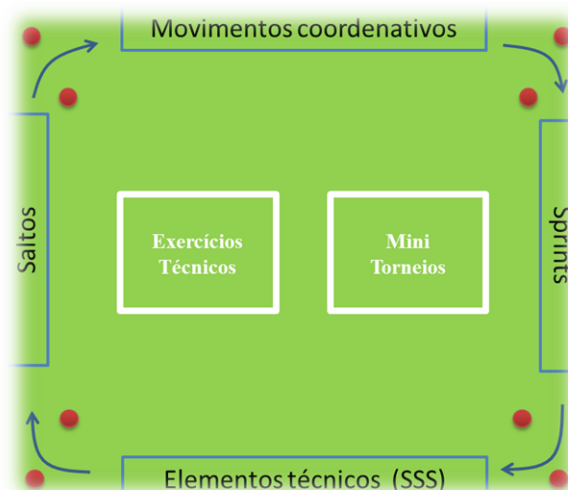 Movimentos coordenativos
Saltos
Exercícios
Técnicos
Mini
Torneios
Sprints
Elementos técnicos (SSS)